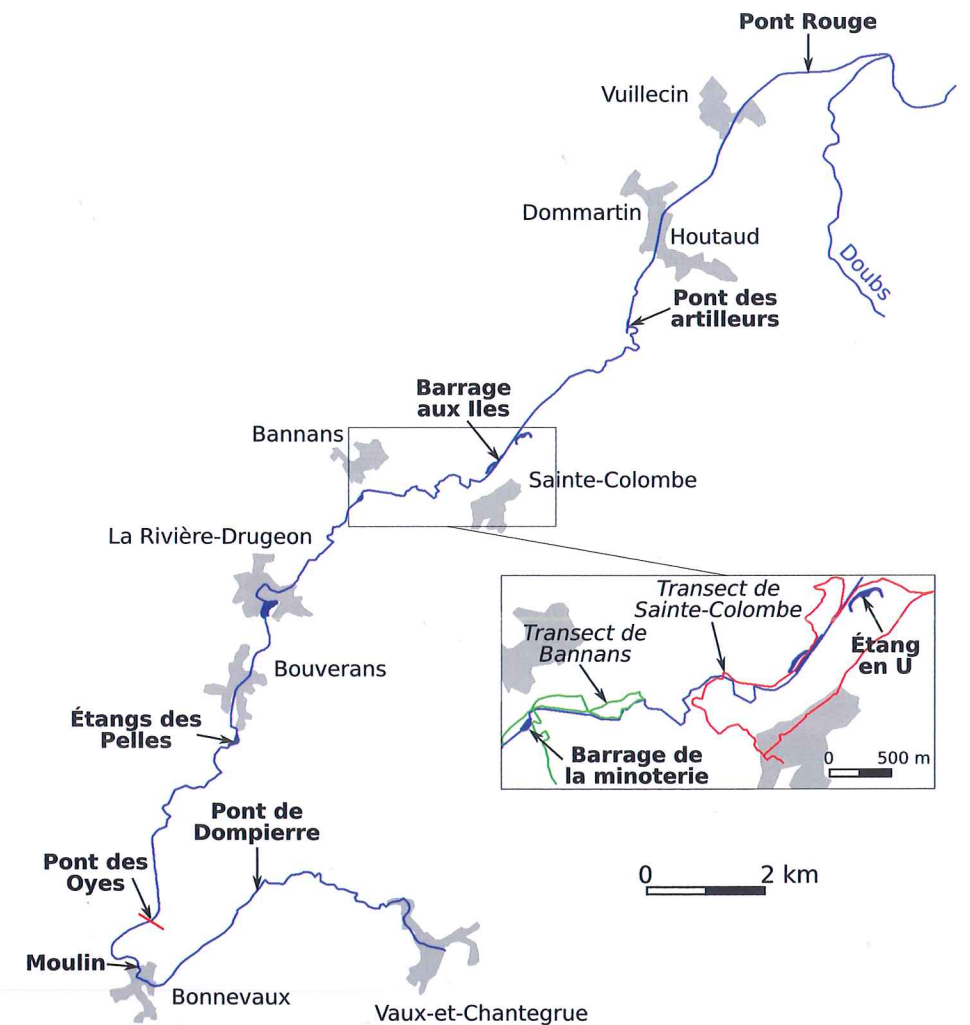 Pont Rouge
Vuillecin
Dommartin
Houtaud
Doubs
Pont des
artilleurs
Barrage
aux Iles
Bannans
Sainte-Colombe
La Rivière-Drugeon
Transect de
Sainte-Colombe
Transect de
Bannans
Étang
en U
Barrage de
la minoterie
0 500 m
Bouverans
Étangs des
Pelles
Pont de
Dompierre
Pont des
Oyes
0 2 km
Moulin
Bonnevaux
Vaux-et-Chantegrue